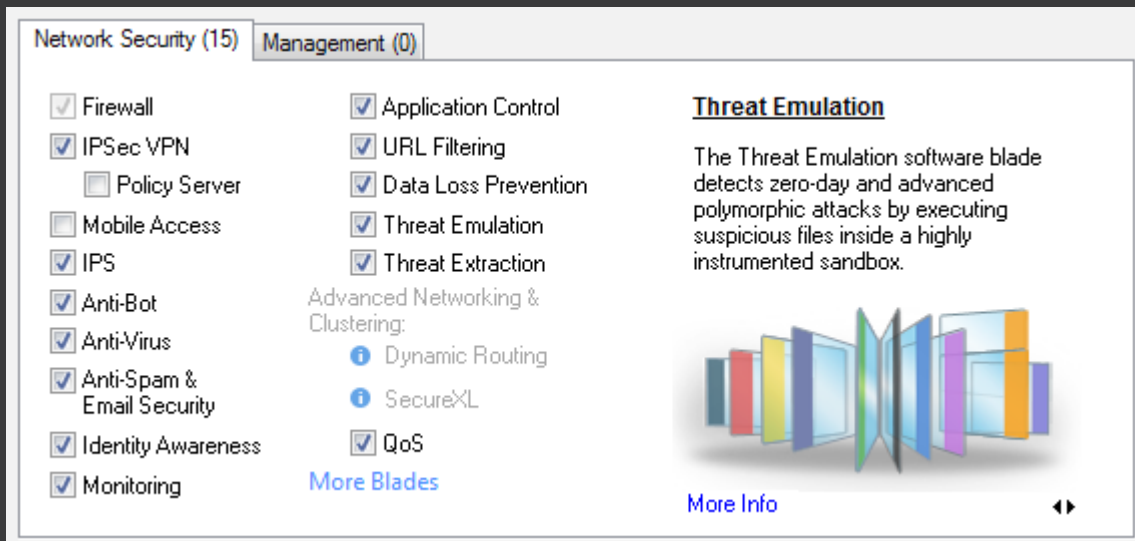 Network Security (15)
Management (0)
Firewall
IPSec VPN
Policy Server
Mobile Access
IPS
Anti-Bot
Anti-Virus
Anti-Spam &
Email Security
Identity Awareness
Monitoring
Application Control
URL Filtering
Data Loss Prevention
Threat Emulation
Threat Extraction
Advanced Networking &
Clustering:
Dynamic Routing
SecureXL
QoS
More Blades
Threat Emulation
The Threat Emulation software blade
detects zero-day and advanced
polymorphic attacks by executing
suspicious files inside a highly
instrumented sandbox.
More Info